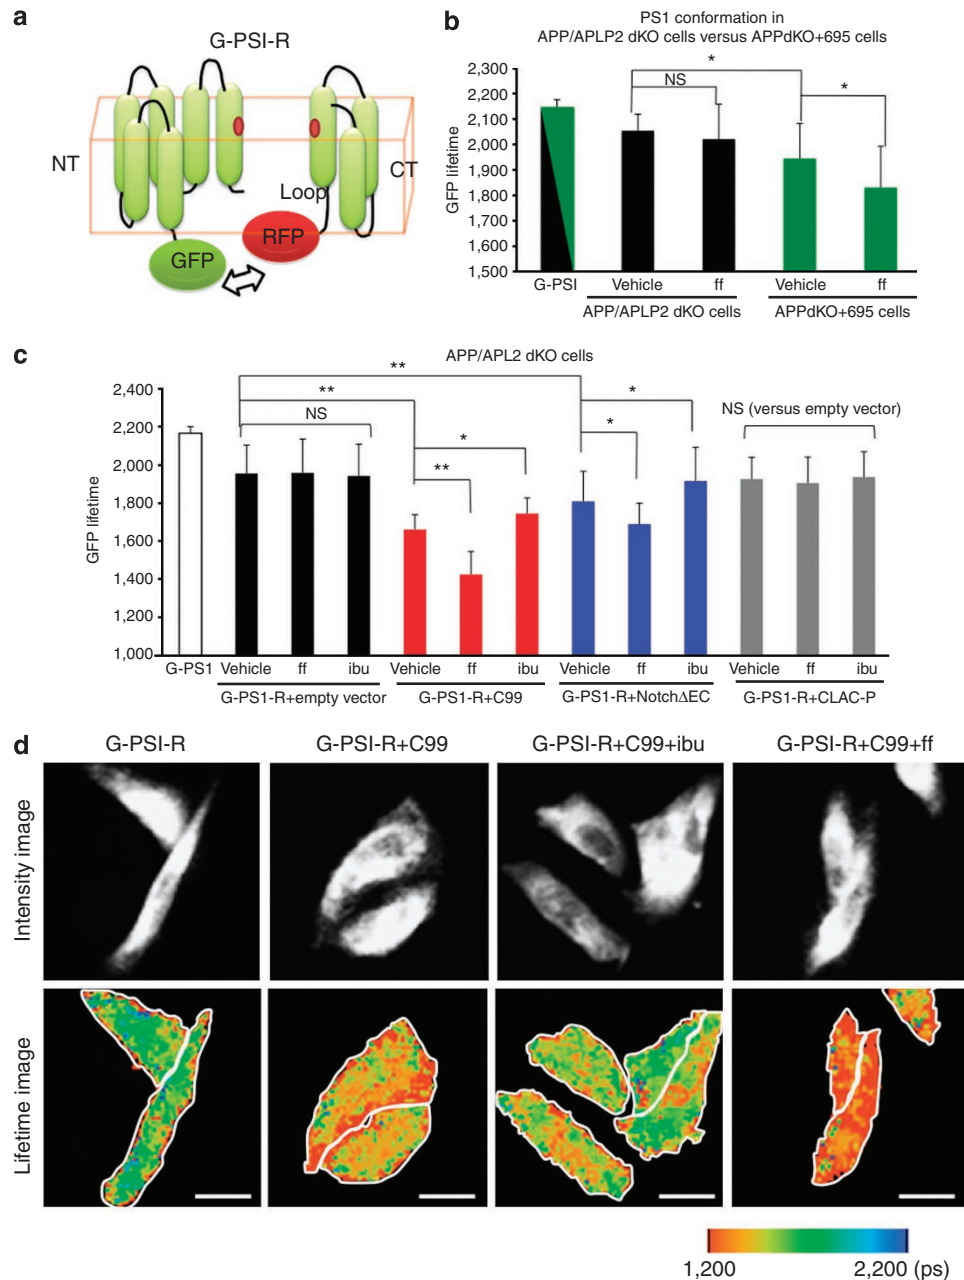 a
G-PSI-R
NT
CT
Loop
RFP
GFP
b
PS1 conformation in
APP/APLP2 dKO cells versus APPdKO+695 cells
GFP lifetime
2,300
2,200
2,100
2,000
1,900
1,800
1,700
1,600
1,500
*
NS
*
G-PSI
Vehicle
ff
Vehicle
ff
APP/APLP2 dKO cells
APPdKO+695 cells
c
APP/APL2 dKO cells
GFP lifetime
2,400
2,200
2,000
1,800
1,600
1,400
1,200
1,000
**
**
NS
*
**
*
*
NS (versus empty vector)
G-PS1
Vehicle
ff
ibu
Vehicle
ff
ibu
Vehicle
ff
ibu
Vehicle
ff
ibu
G-PS1-R+empty vector
G-PS1-R+C99
G-PS1-R+NotchΔEC
G-PS1-R+CLAC-P
d
G-PSI-R
G-PSI-R+C99
G-PSI-R+C99+ibu
G-PSI-R+C99+ff
Intensity image
Lifetime image
1,200
2,200 (ps)